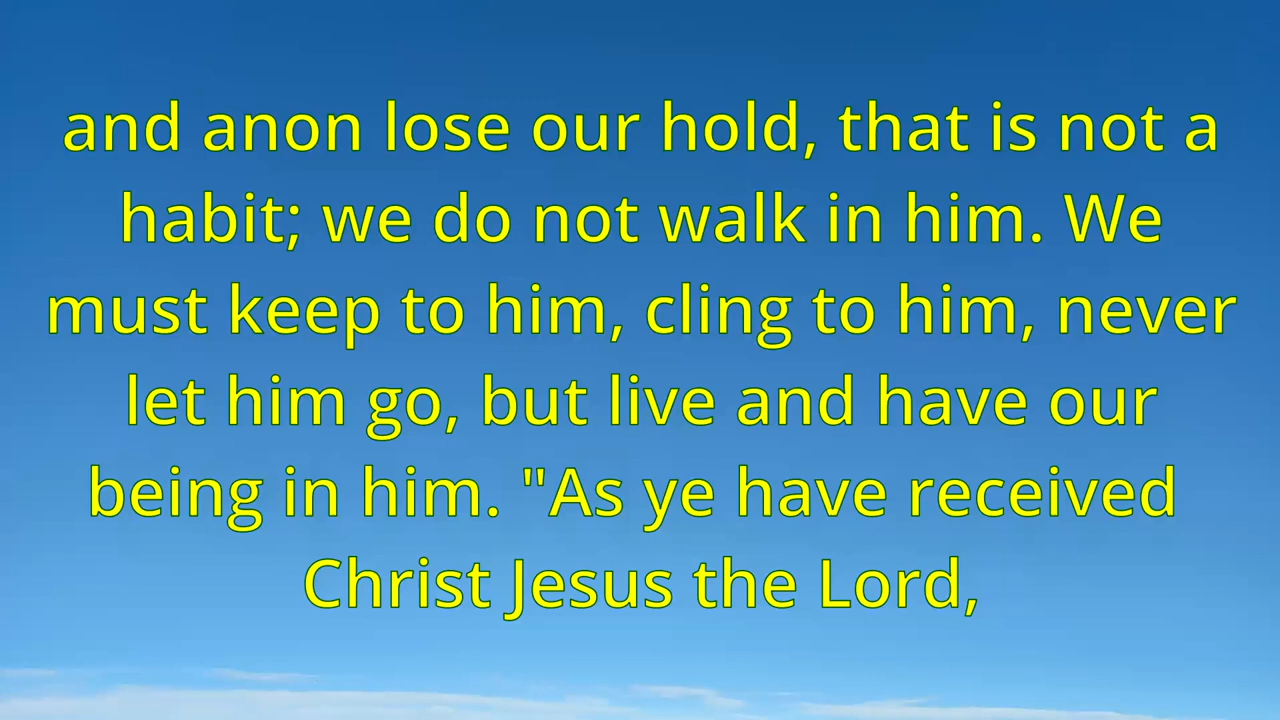 and anon lose our hold, that is not a
habit; we do not walk in him. We
must keep to him, cling to him, never
let him go, but live and have our
being in him. "As ye have received
Christ Jesus the Lord,